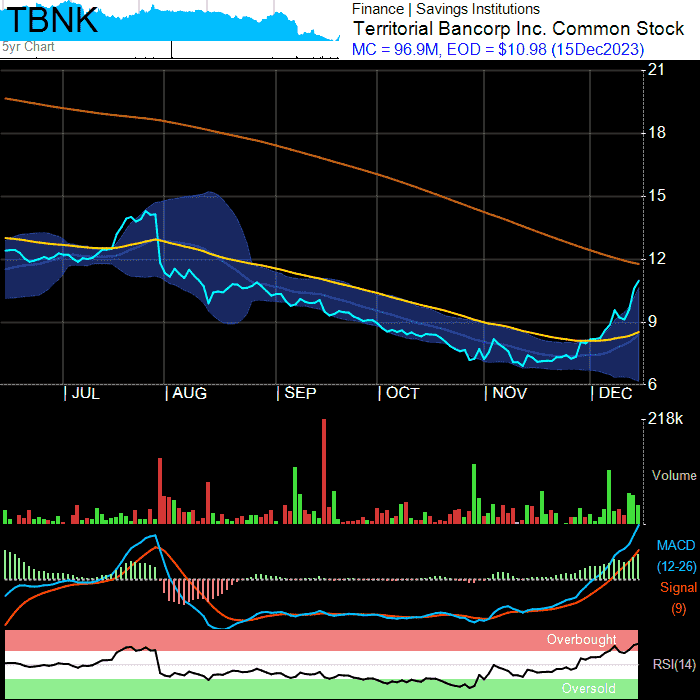 TBNK
Finance | Savings Institutions
Territorial Bancorp Inc. Common Stock
5yr Chart
MC = 96.9M, EOD = $10.98 (15Dec2023)
21
18
15
12
9
6
| JUL | AUG | SEP | OCT | NOV | DEC
218k
Volume
MACD
(12-26)
Signal
(9)
Overbought
RSI(14)
Oversold